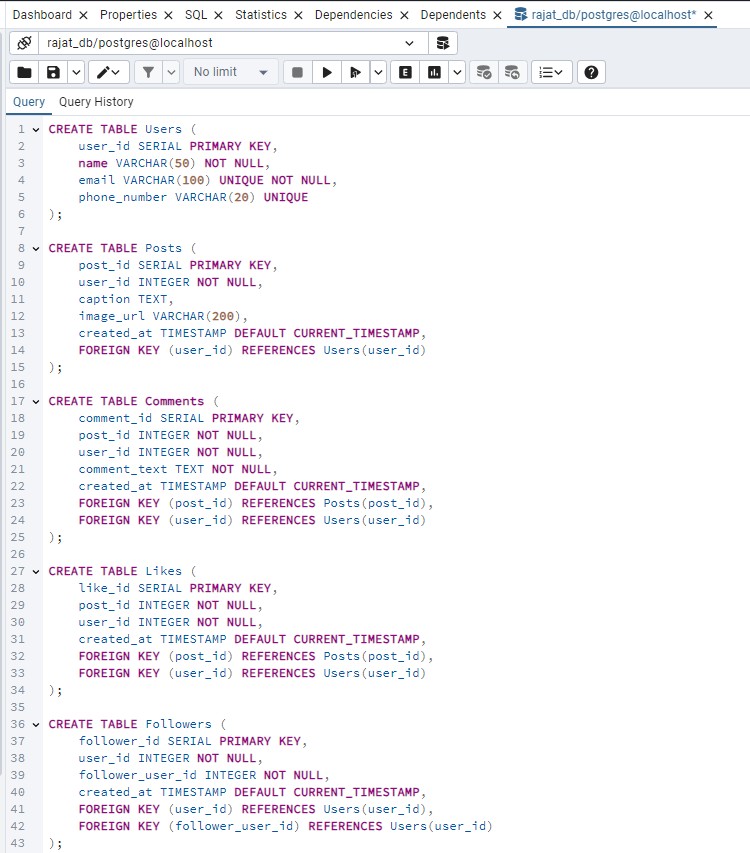 Dashboard × Properties × SQL × Statistics × Dependencies × Dependents × rajat_db/postgres@localhost* ×
rajat_db/postgres@localhost
No limit
E
Query Query History
1 CREATE TABLE Users (
2     user_id SERIAL PRIMARY KEY,
3     name VARCHAR(50) NOT NULL,
4     email VARCHAR(100) UNIQUE NOT NULL,
5     phone_number VARCHAR(20) UNIQUE
6 );
7
8 CREATE TABLE Posts (
9     post_id SERIAL PRIMARY KEY,
10     user_id INTEGER NOT NULL,
11     caption TEXT,
12     image_url VARCHAR(200),
13     created_at TIMESTAMP DEFAULT CURRENT_TIMESTAMP,
14     FOREIGN KEY (user_id) REFERENCES Users(user_id)
15 );
16
17 CREATE TABLE Comments (
18     comment_id SERIAL PRIMARY KEY,
19     post_id INTEGER NOT NULL,
20     user_id INTEGER NOT NULL,
21     comment_text TEXT NOT NULL,
22     created_at TIMESTAMP DEFAULT CURRENT_TIMESTAMP,
23     FOREIGN KEY (post_id) REFERENCES Posts(post_id),
24     FOREIGN KEY (user_id) REFERENCES Users(user_id)
25 );
26
27 CREATE TABLE Likes (
28     like_id SERIAL PRIMARY KEY,
29     post_id INTEGER NOT NULL,
30     user_id INTEGER NOT NULL,
31     created_at TIMESTAMP DEFAULT CURRENT_TIMESTAMP,
32     FOREIGN KEY (post_id) REFERENCES Posts(post_id),
33     FOREIGN KEY (user_id) REFERENCES Users(user_id)
34 );
35
36 CREATE TABLE Followers (
37     follower_id SERIAL PRIMARY KEY,
38     user_id INTEGER NOT NULL,
39     follower_user_id INTEGER NOT NULL,
40     created_at TIMESTAMP DEFAULT CURRENT_TIMESTAMP,
41     FOREIGN KEY (user_id) REFERENCES Users(user_id),
42     FOREIGN KEY (follower_user_id) REFERENCES Users(user_id)
43 );